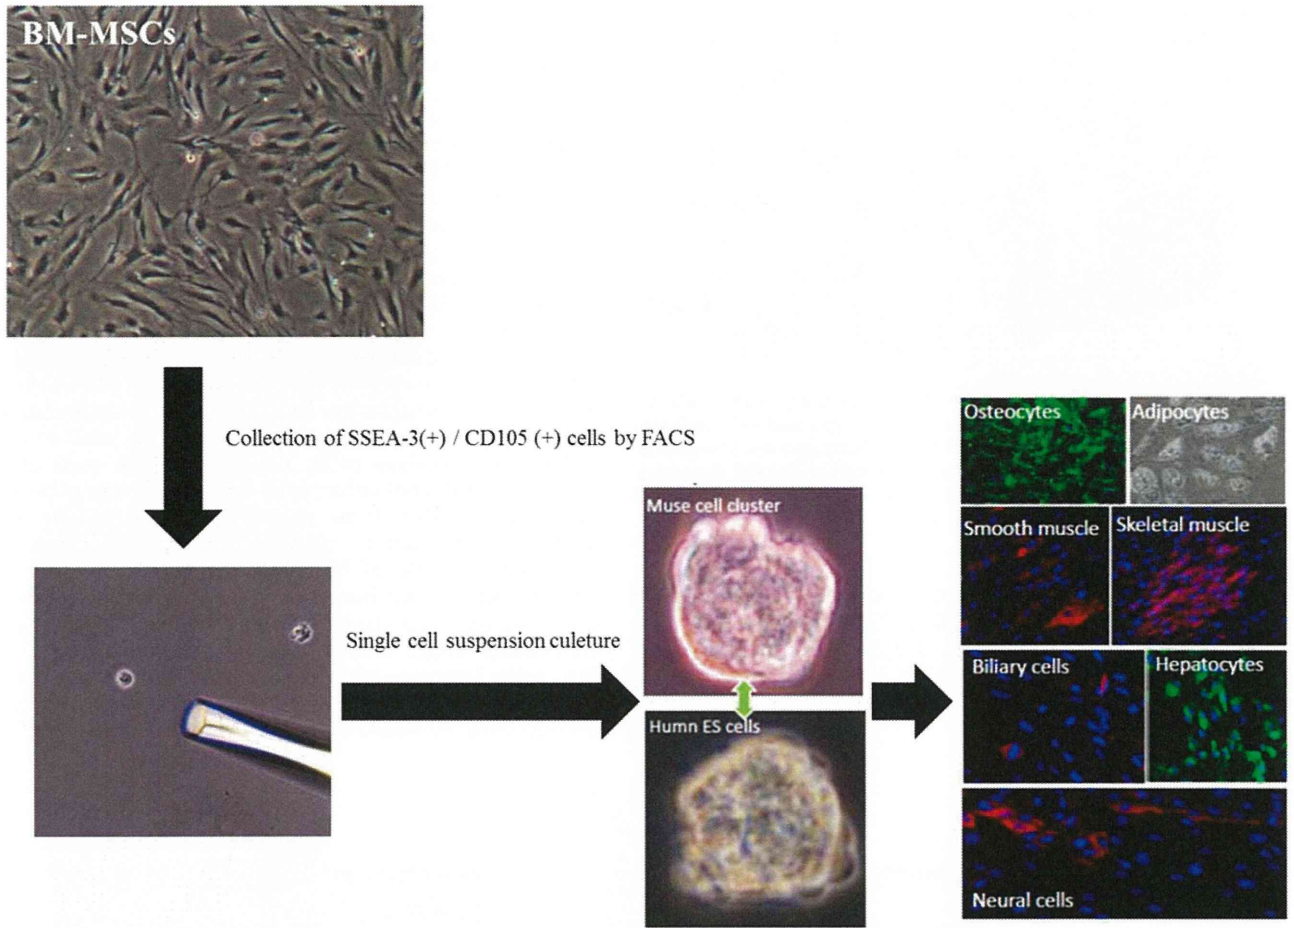 BM-MSCs
Collection of SSEA-3(+) / CD105 (+) cells by FACS
Single cell suspension culeture
Muse cell cluster
Humn ES cells
Osteocytes
Adipocytes
Smooth muscle
Skeletal muscle
Biliary cells
Hepatocytes
Neural cells